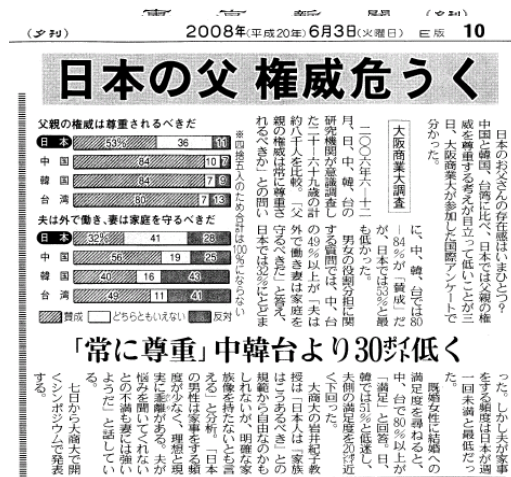 (夕刊)
2008年(平成20年)6月3日(火曜日)
E版
10
日本の父 権威危うく
日本のお父さんの存在感はいまひとつ？
中国と韓国、台湾に比べ、日本では父親の権
威を尊重する考えが目立って低いことが三
日、大阪商業大が参加した国際アンケートで
分かった。
大阪商業大調査
二〇〇六年六－十二
月、日、中、韓、台の
研究機関が意識調査し
た二十－六十九歳の計
約八千人を比較。「父
親の権威は常に尊重さ
れるべきか」との問い
に、中、韓、台では80
－84％が「賛成」だ
が、日本では53％と最
も低かった。
男女の役割分担に関
する質問では、中、台
の49％以上が「夫は
外で働き妻は家庭を
守るべきだ」と答え、
日本では32％にとどま
父親の権威は尊重されるべきだ
日本 53% 36 11
中国 84 10 7
韓国 84 7 9
台湾 80 7 13
夫は外で働き、妻は家庭を守るべきだ
日本 32% 41 28
中国 56 19 25
韓国 40 16 43
台湾 49 11 41
賛成 どちらともいえない 反対
※四捨五入のため合計は100％にならない
「常に尊重」中韓台より30ポイント低く
った。しかし夫が家事
をする頻度は日本が週
一回未満と最低だっ
た。
既婚女性に結婚への
満足度を尋ねると、
中、台で80％以上が
「満足」と回答。日、
韓では51％と低迷し、
夫側の満足度を20ポイント近
く下回った。
大商大の岩井紀子教
授は「日本人は『家族
はこうあるべき』との
規範から自由なのかも
しれないが、明確な家
族像を持てないとも言
える」と分析。「日本
の男性は家事をする頻
度が少なく、理想と現
実に乖離がある。夫が
悩みを聞いてくれない
との不満も妻には強い
ようだ」と話してい
る。
七日から大商大で開
くシンポジウムで発表
する。